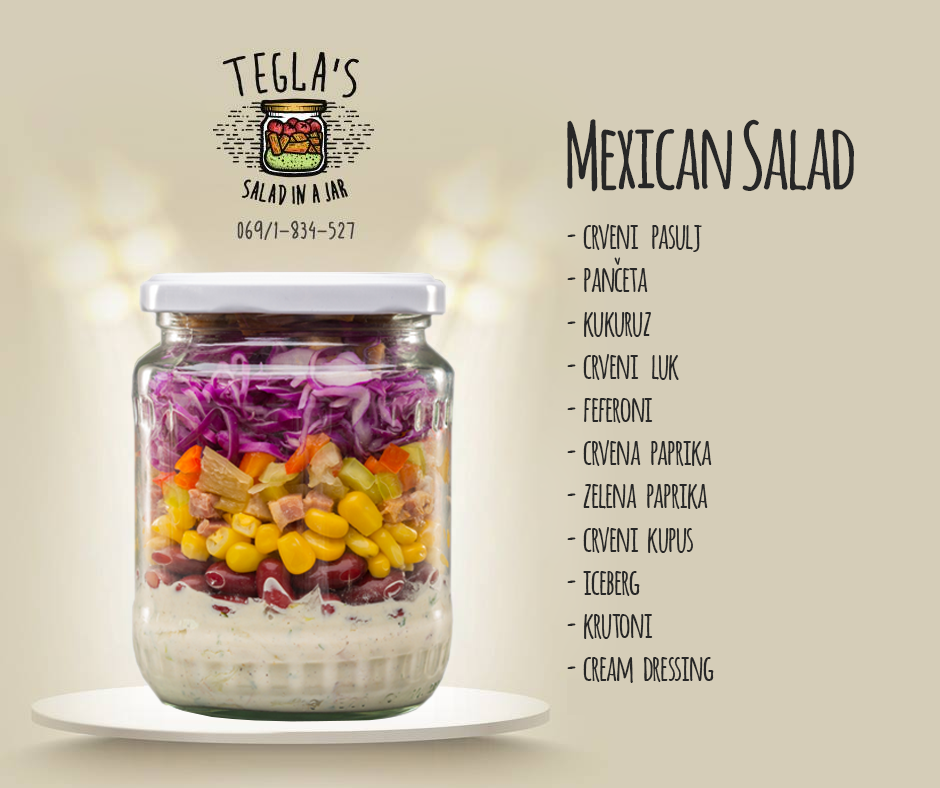 TEGLA'S
SALAD IN A JAR
069/1-834-527
MEXICAN SALAD
- CRVENI PASULJ
- PANČETA
- KUKURUZ
- CRVENI LUK
- FEFERONI
- CRVENA PAPRIKA
- ZELENA PAPRIKA
- CRVENI KUPUS
- ICEBERG
- KRUTONI
- CREAM DRESSING